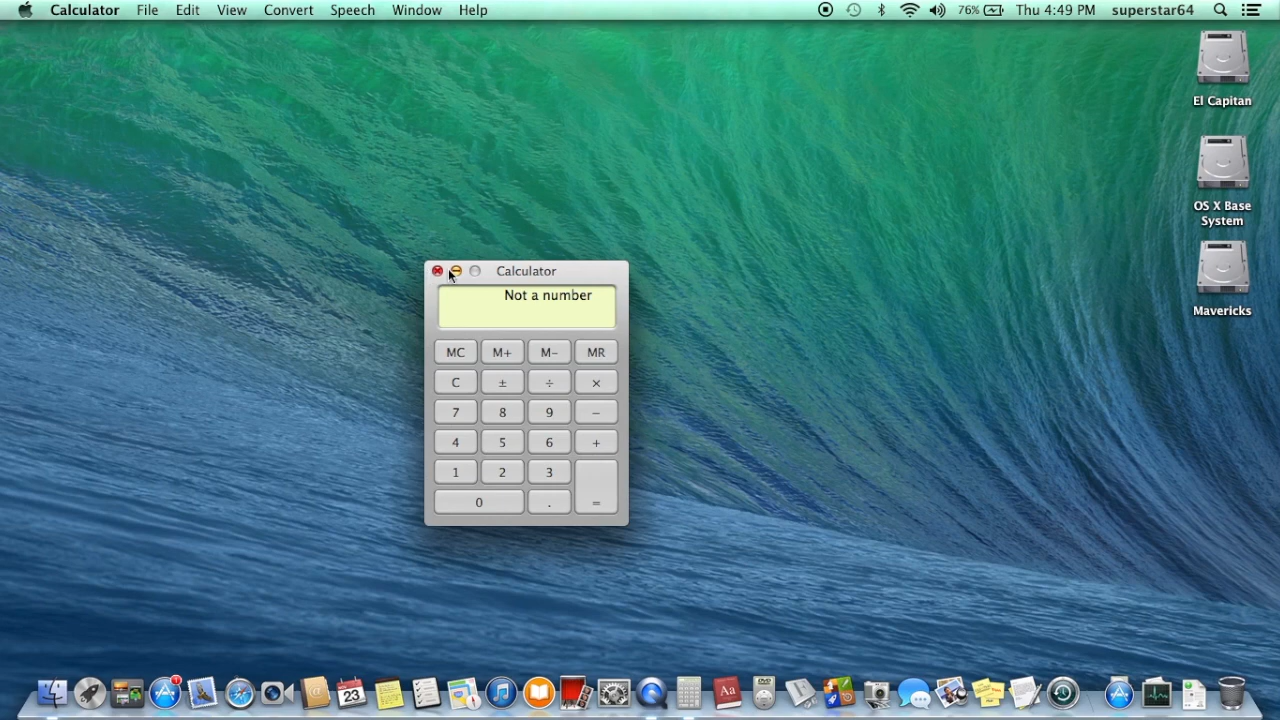 Calculator File Edit View Convert Speech Window Help 76% Thu 4:49 PM superstar64
El Capitan
OS X Base
System
Mavericks
Calculator
Not a number
MC M+ M− MR
C ± ÷ ×
7 8 9 −
4 5 6 +
1 2 3
0 . =
1
23
Aa